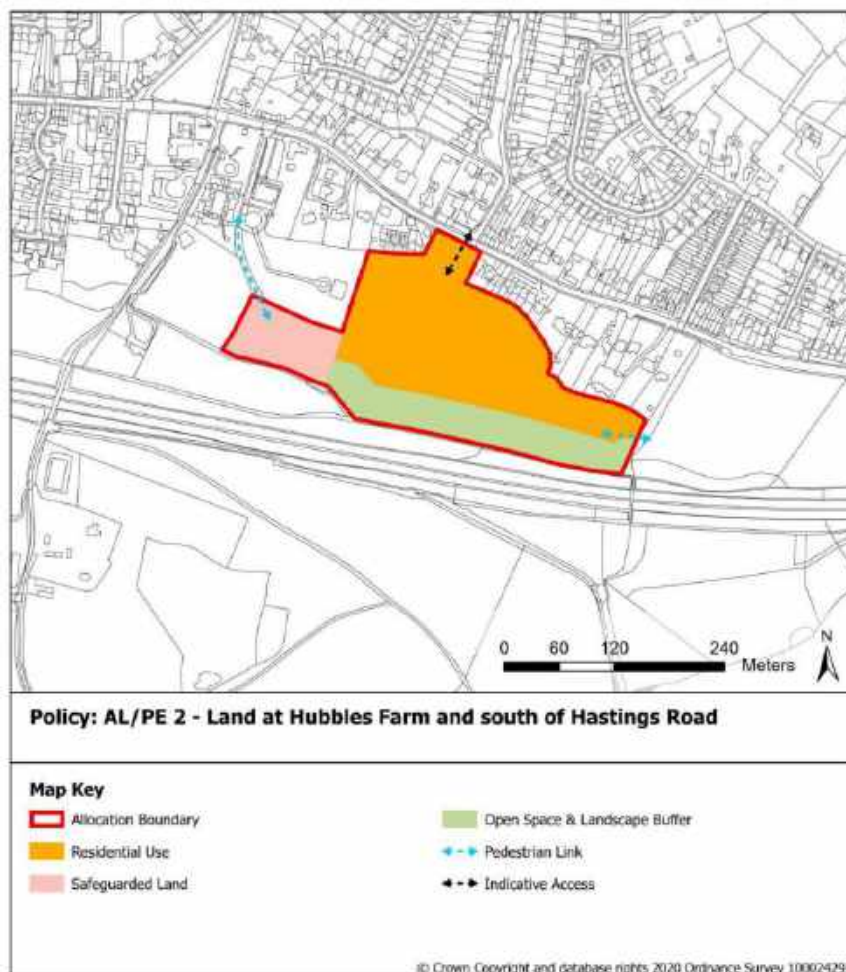 N
0 60 120 240
Meters
Policy: AL/PE 2 - Land at Hubbles Farm and south of Hastings Road
Map Key
Allocation Boundary
Residential Use
Safeguarded Land
Open Space & Landscape Buffer
Pedestrian Link
Indicative Access
© Crown Copyright and database rights 2020 Ordnance Survey 10002429